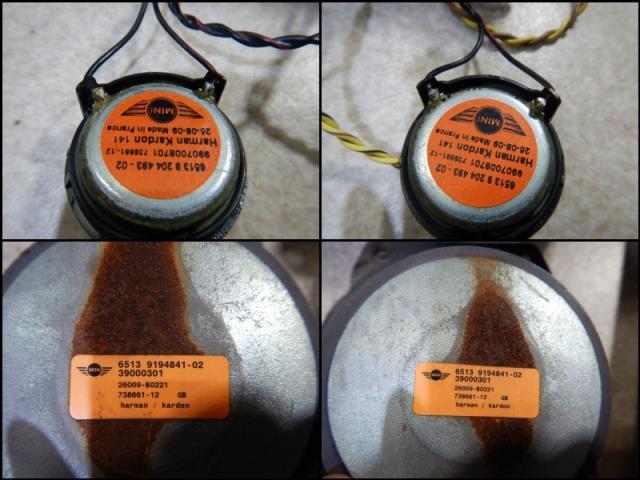 MINI
25-08-09 Made in France
Harman Kardon 141
9907008701 738661-12
6513 9 204 493 - 02
MINI
25-08-09 Made in France
Harman Kardon 141
9907008701 738661-12
6513 9 204 493 - 02
MINI
6513 9194841-02
39000301
26009-80221
738661-12 GB
harman / kardon
MINI
6513 9194841-02
39000301
26009-80221
738661-12 GB
harman / kardon